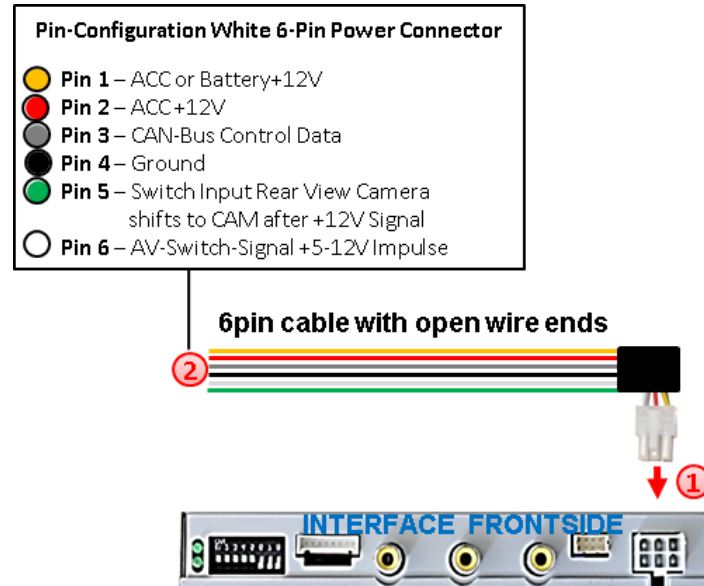 Pin-Configuration White 6-Pin Power Connector
Pin 1 – ACC or Battery+12V
Pin 2 – ACC+12V
Pin 3 – CAN-Bus Control Data
Pin 4 – Ground
Pin 5 – Switch Input Rear View Camera
shifts to CAM after +12V Signal
Pin 6 – AV-Switch-Signal +5-12V Impulse
6pin cable with open wire ends
2
1
INTERFACE FRONTSIDE